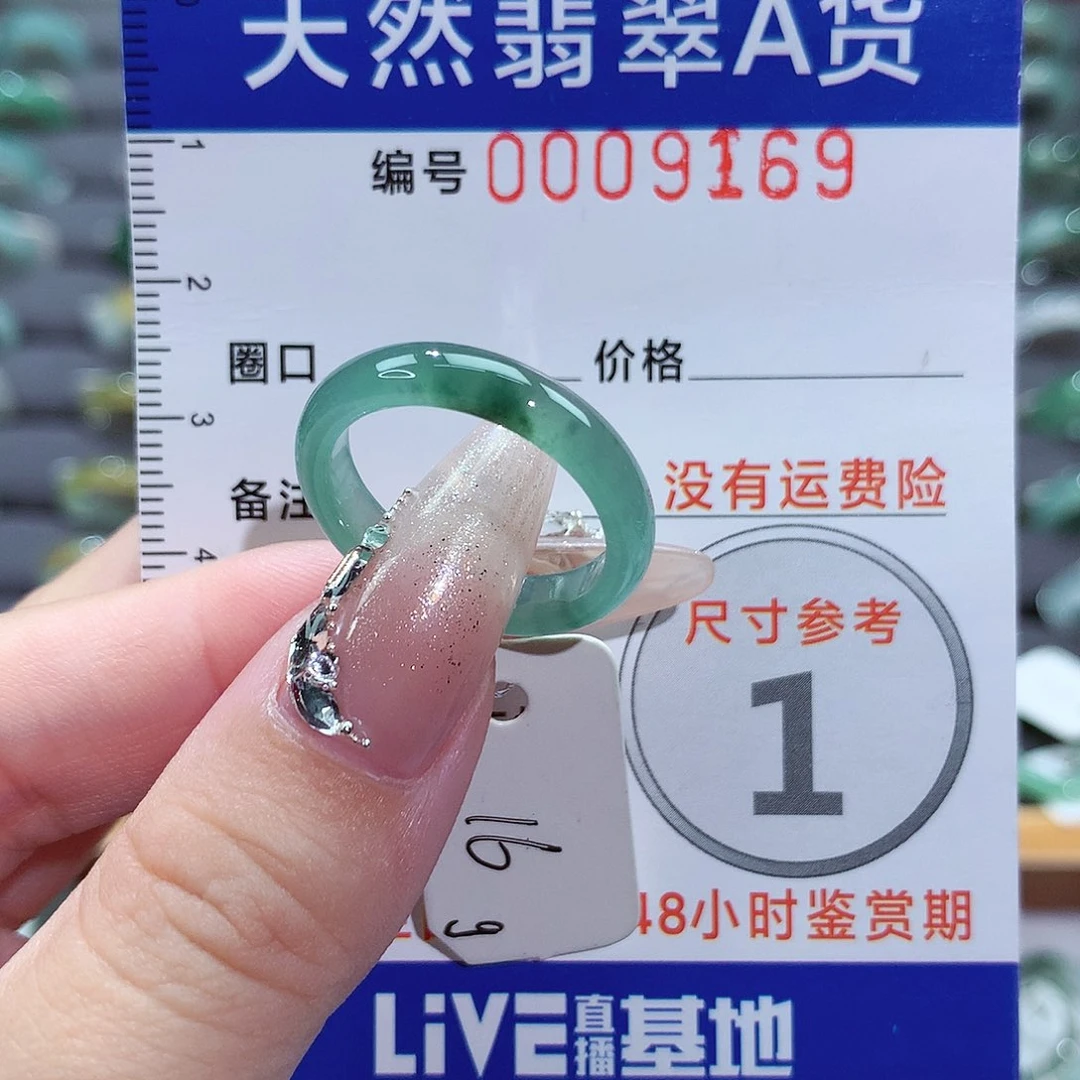 天然翡翠A货
1
编号 0009169
2
圈口 价格
3
备注 没有运费险
4
尺寸参考
1
16
9
48小时鉴赏期
LiVE直播基地